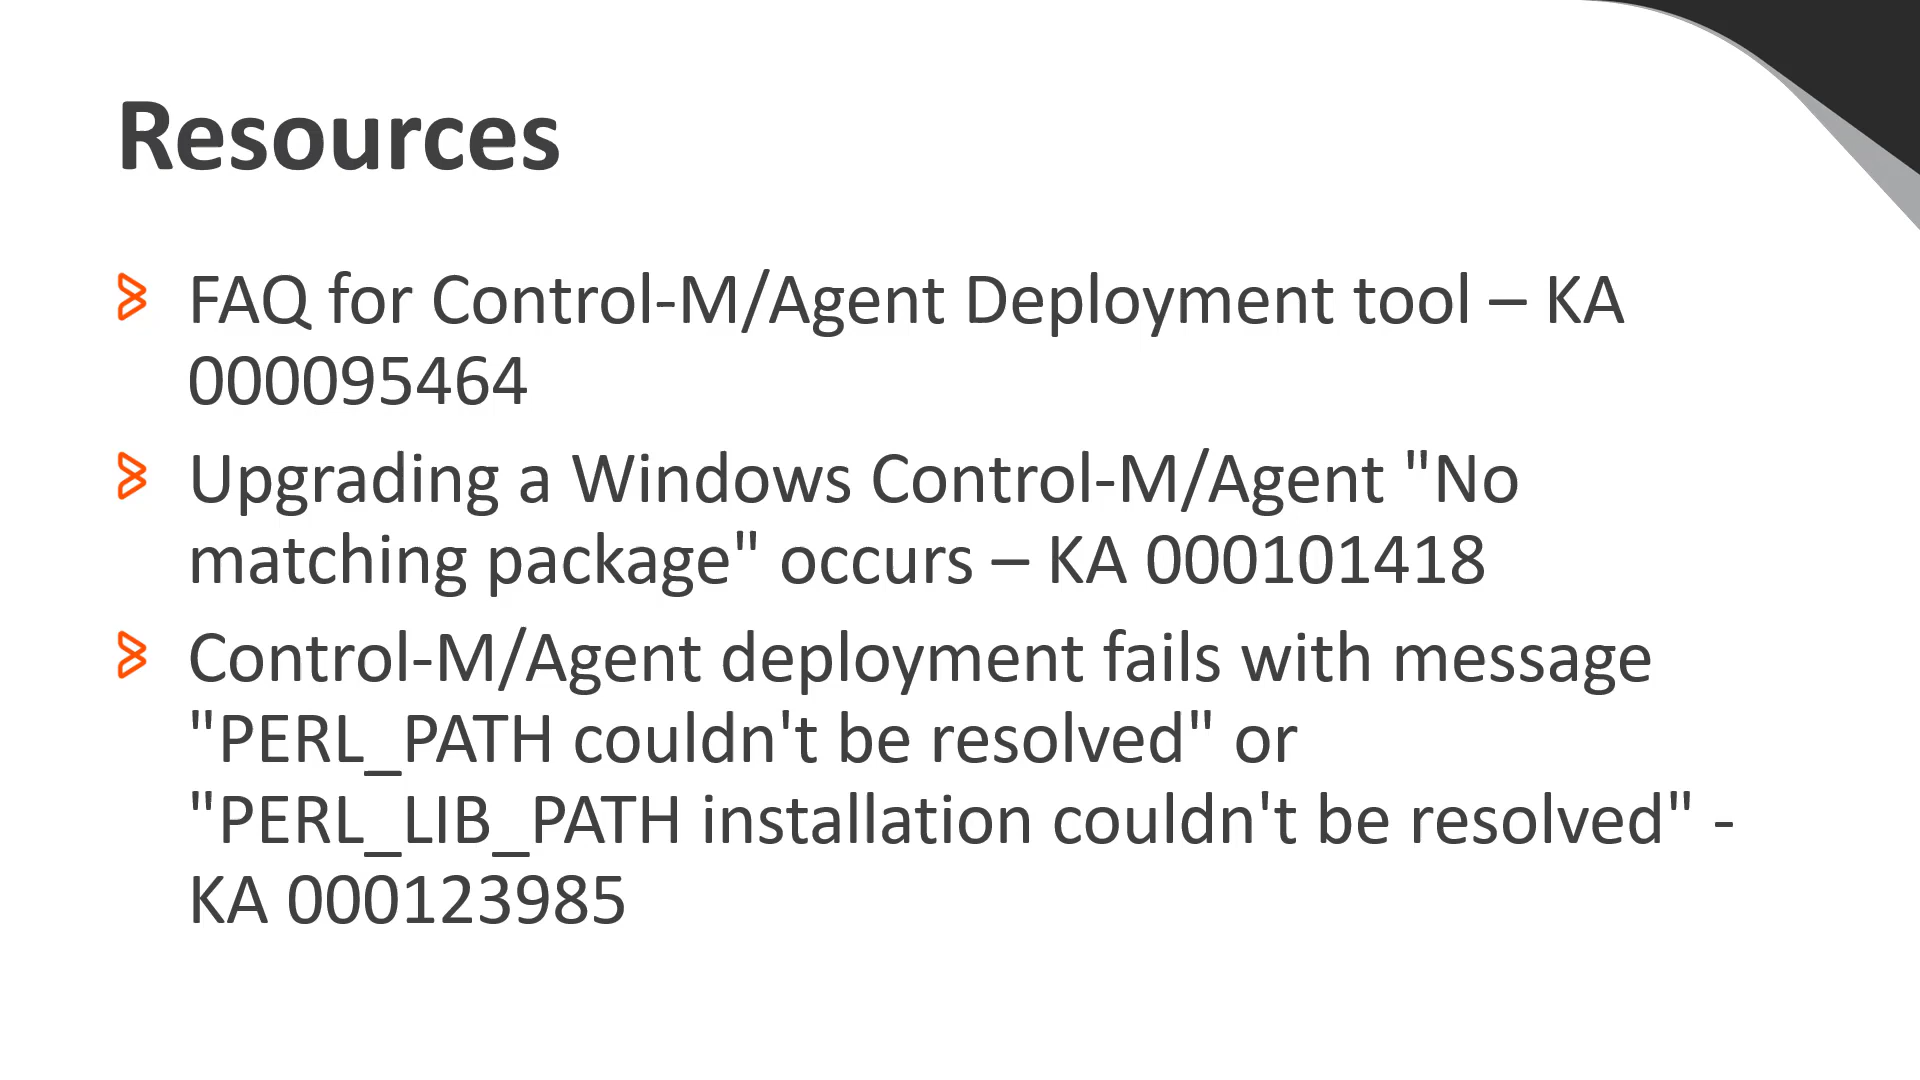 Resources
FAQ for Control-M/Agent Deployment tool – KA
000095464
Upgrading a Windows Control-M/Agent "No
matching package" occurs – KA 000101418
Control-M/Agent deployment fails with message
"PERL_PATH couldn't be resolved" or
"PERL_LIB_PATH installation couldn't be resolved" -
KA 000123985